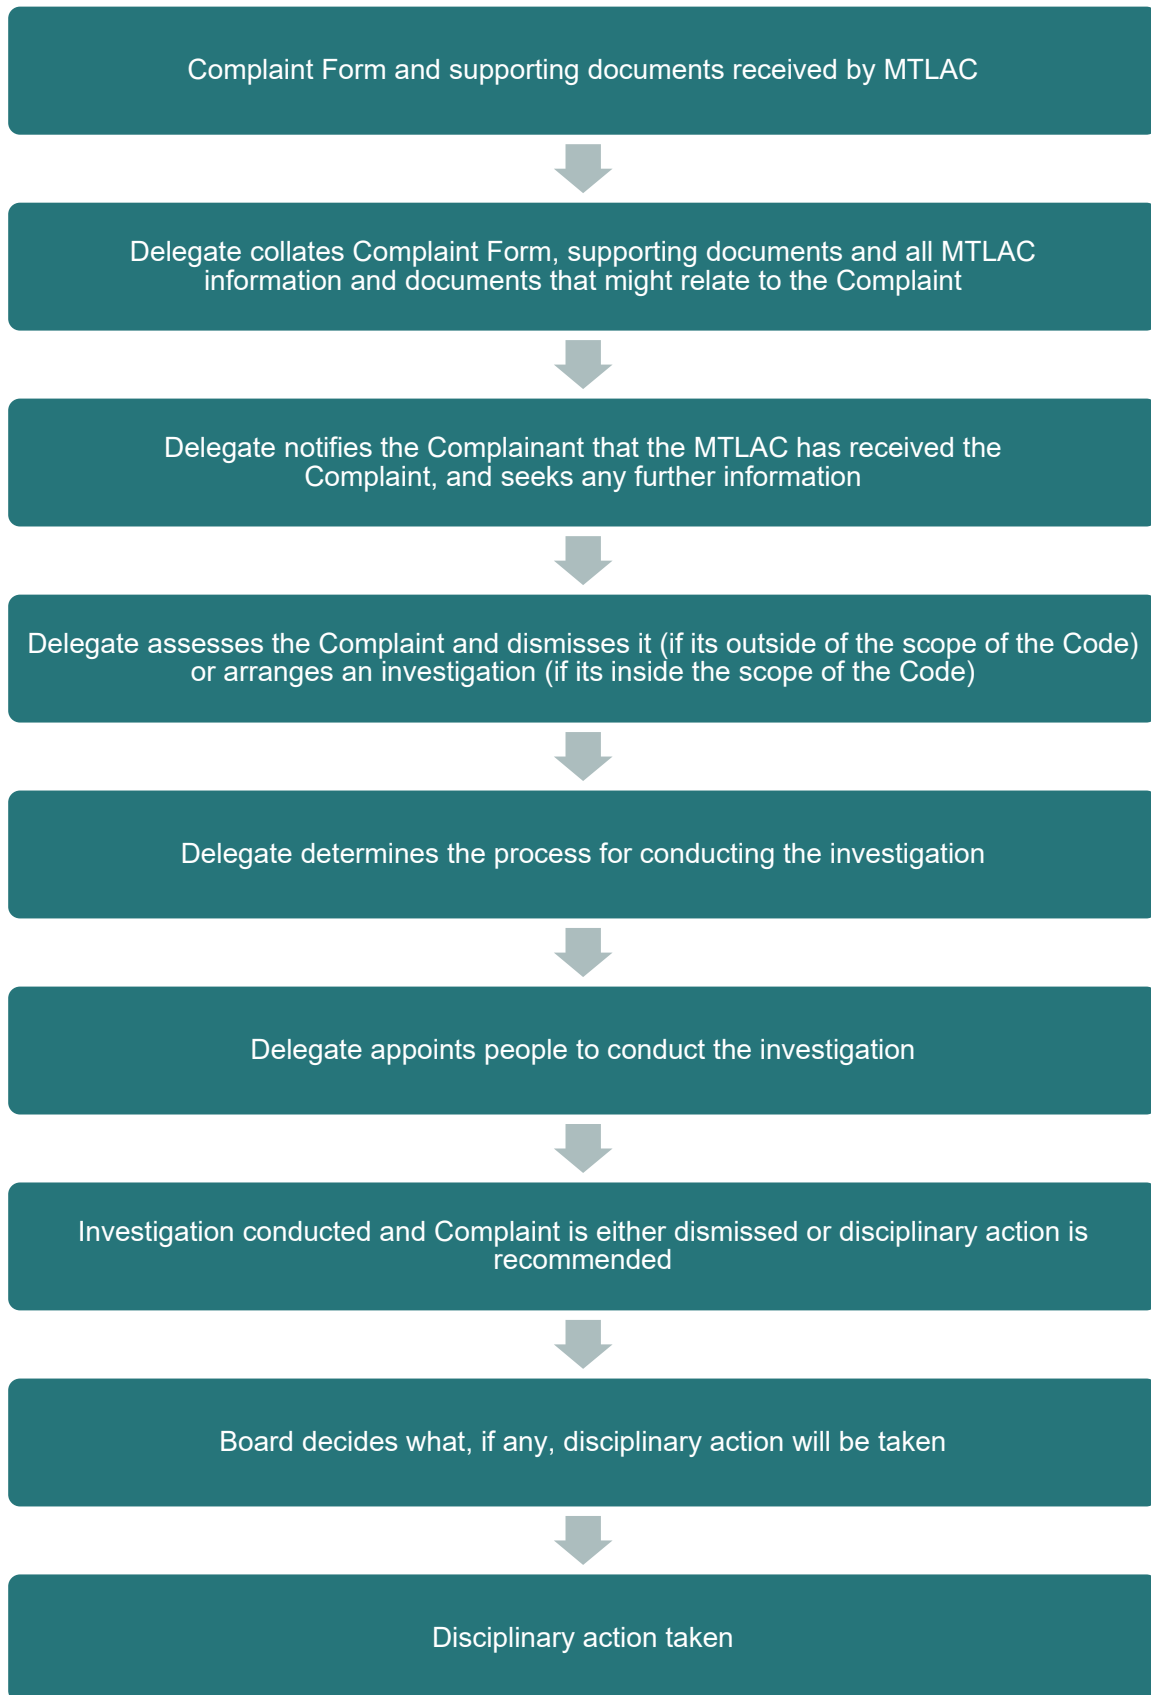 Complaint Form and supporting documents received by MTLAC
Delegate collates Complaint Form, supporting documents and all MTLAC
information and documents that might relate to the Complaint
Delegate notifies the Complainant that the MTLAC has received the
Complaint, and seeks any further information
Delegate assesses the Complaint and dismisses it (if its outside of the scope of the Code)
or arranges an investigation (if its inside the scope of the Code)
Delegate determines the process for conducting the investigation
Delegate appoints people to conduct the investigation
Investigation conducted and Complaint is either dismissed or disciplinary action is
recommended
Board decides what, if any, disciplinary action will be taken
Disciplinary action taken